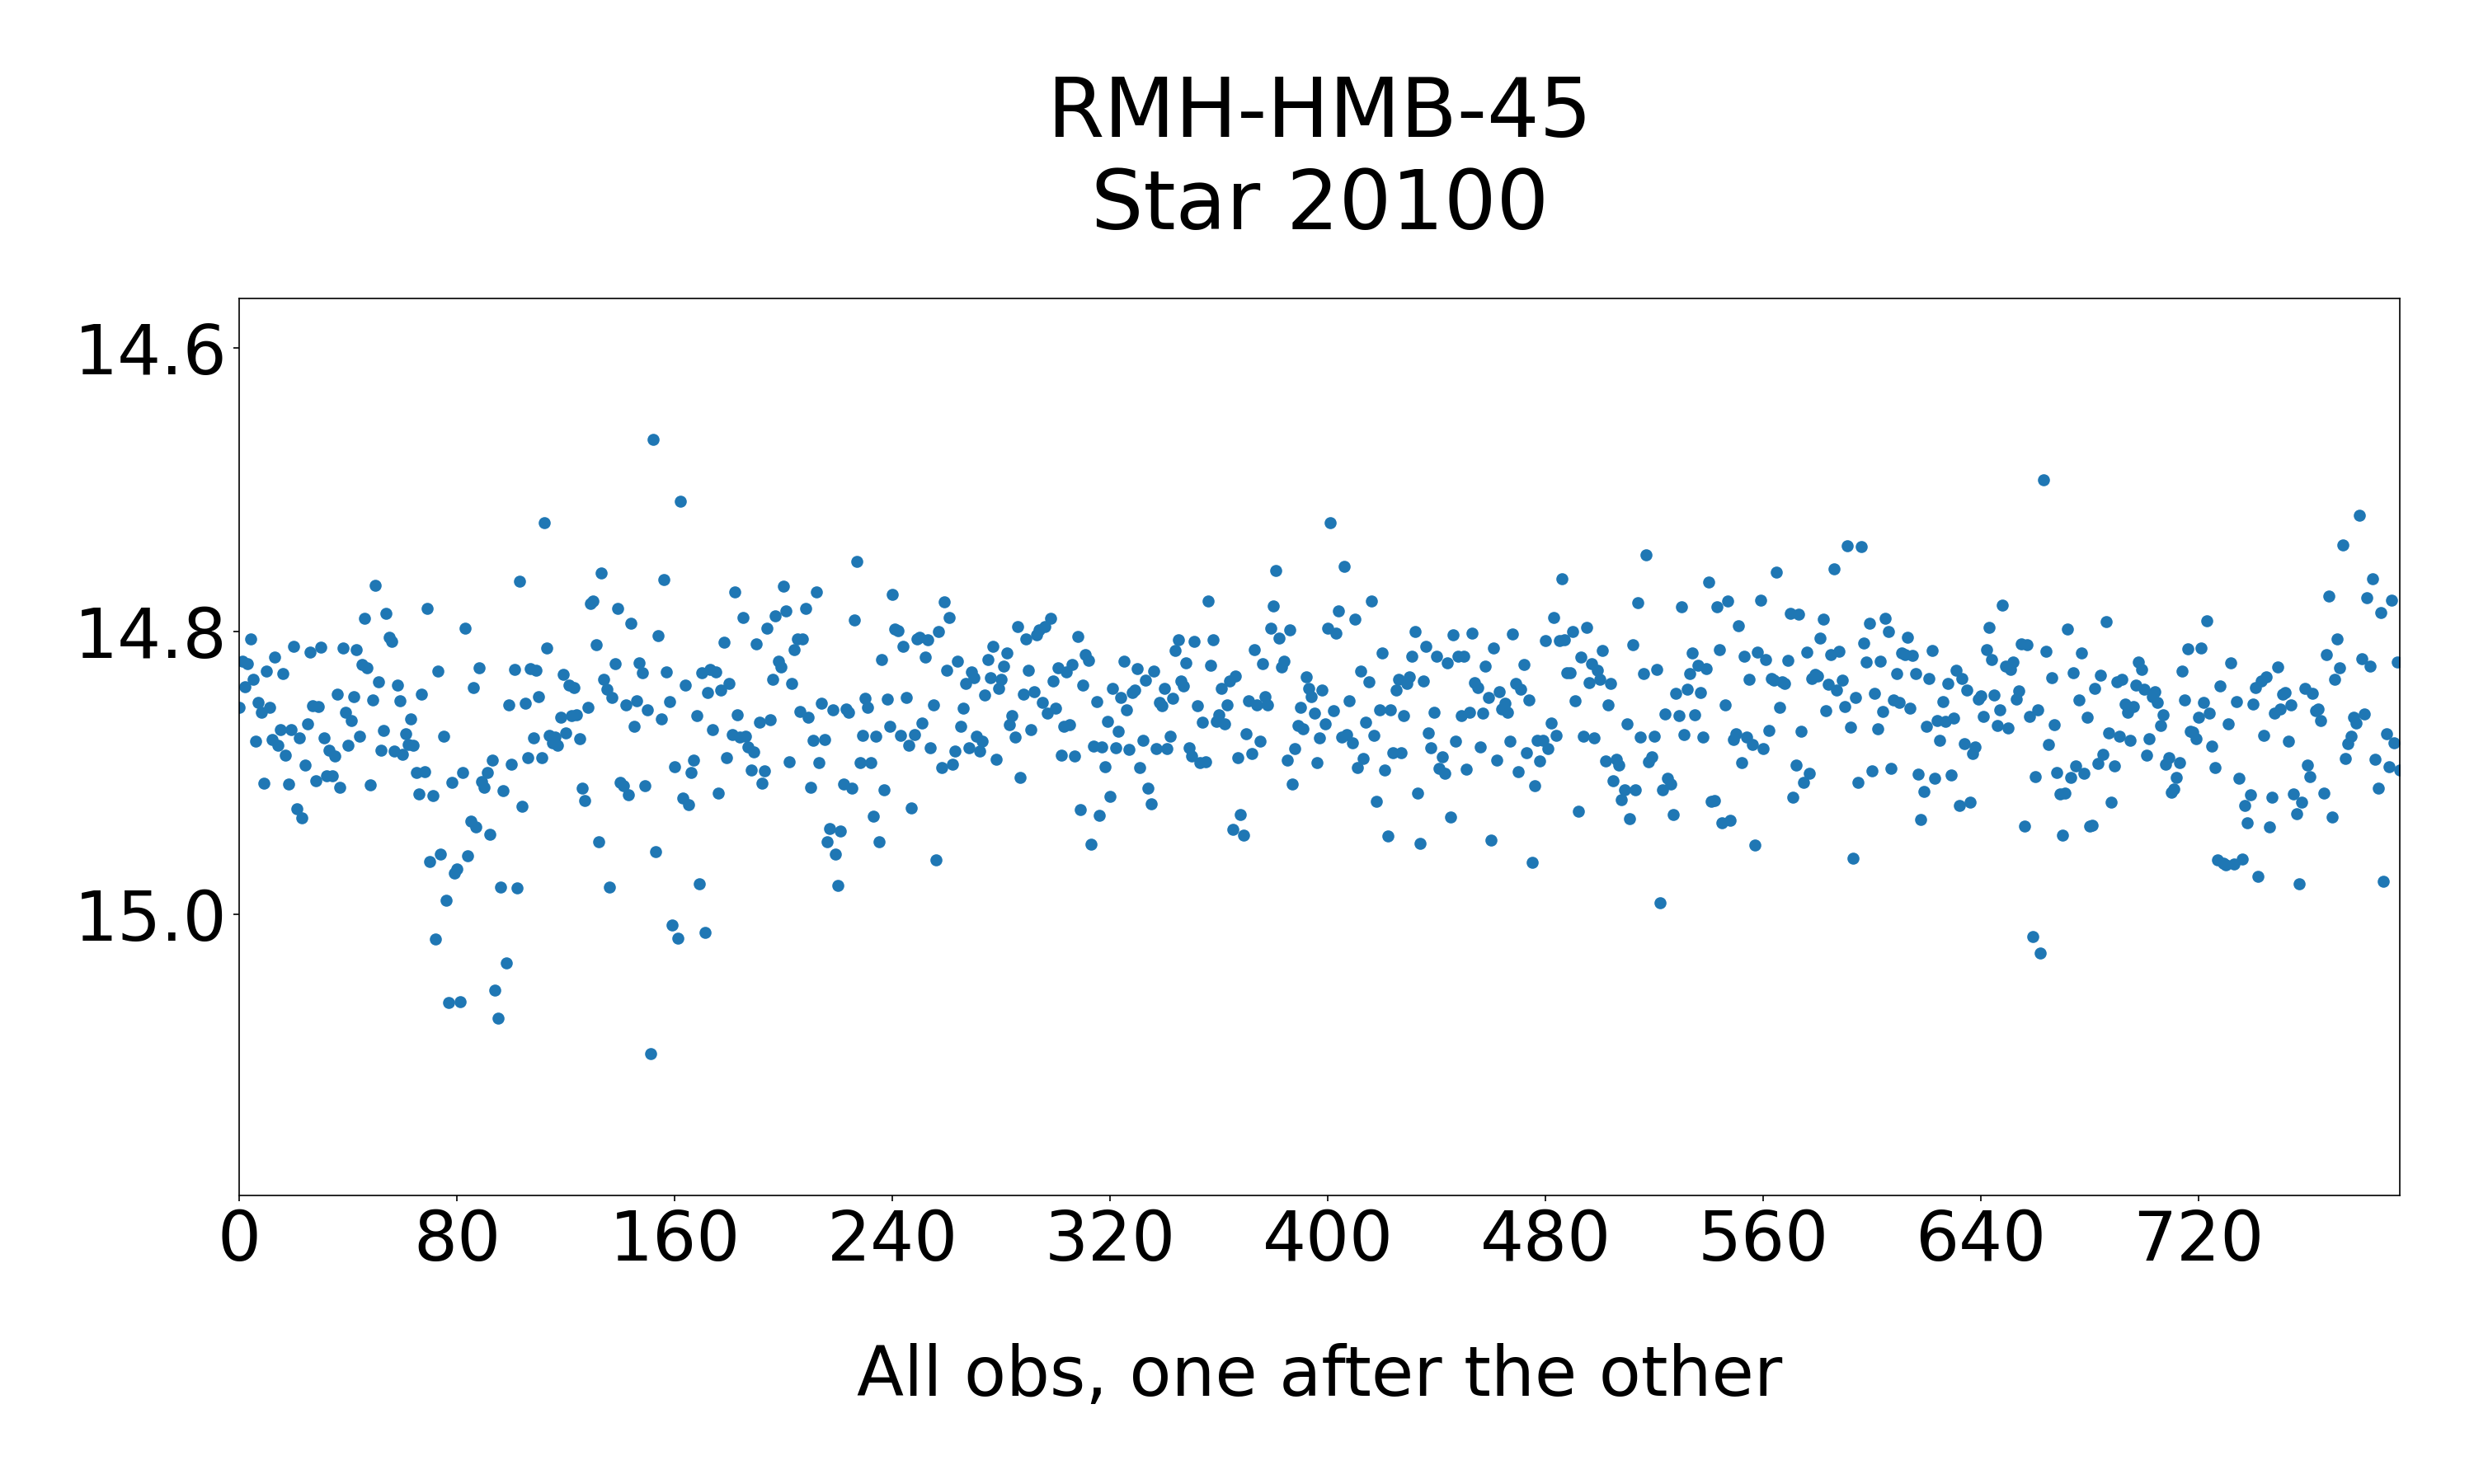 RMH-HMB-45
Star 20100
14.6
14.8
15.0
0 80 160 240 320 400 480 560 640 720
All obs, one after the other